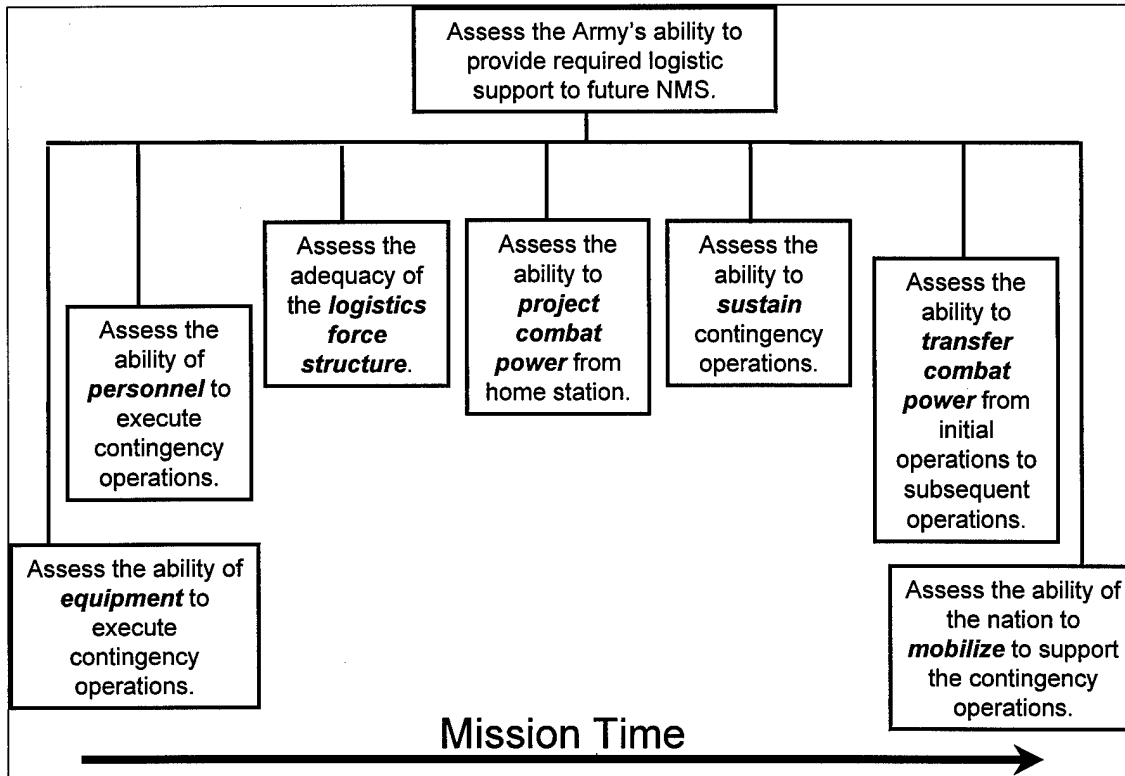 Assess the Army's ability to
provide required logistic
support to future NMS.
Assess the ability of
equipment to
execute
contingency
operations.
Assess the
ability of
personnel to
execute
contingency
operations.
Assess the
adequacy of
the logistics
force
structure.
Assess the
ability to
project
combat
power from
home station.
Assess the
ability to
sustain
contingency
operations.
Assess the
ability to
transfer
combat
power from
initial
operations to
subsequent
operations.
Assess the ability of
the nation to
mobilize to support
the contingency
operations.
Mission Time